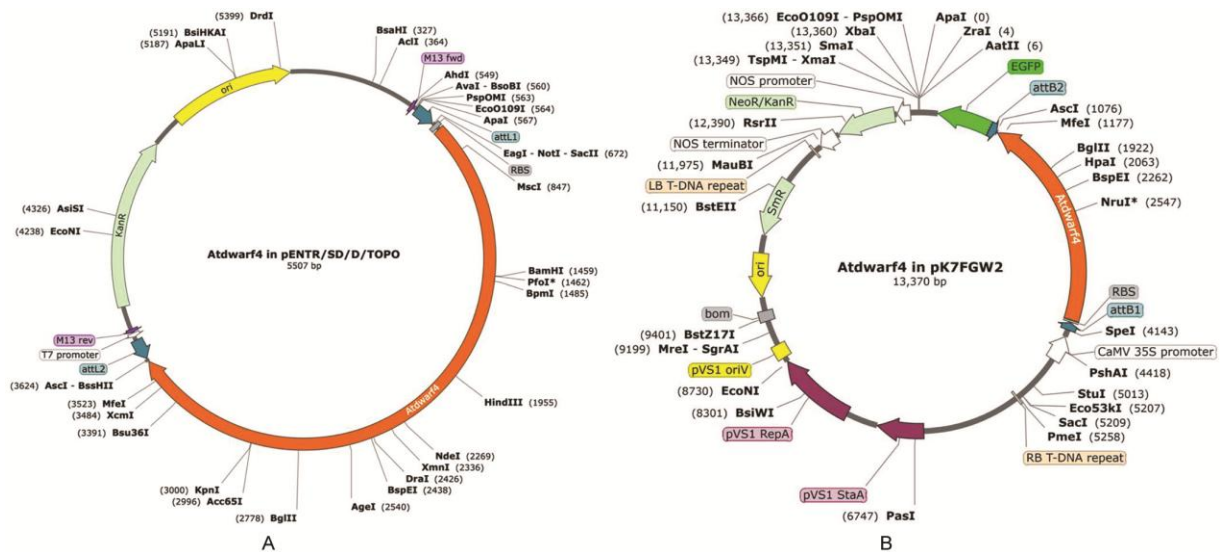 (5399) DrdI
(5191) BsiHKAI
(5187) ApaLI
BsaHI (327)
AclI (364)
M13 fwd
AhdI (549)
AvaI - BsoBI (560)
PspOMI (563)
EcoO109I (564)
ApaI (567)
attL1
EagI - NotI - SacII (672)
RBS
MscI (847)
ori
KanR
(4326) AsiSI
(4238) EcoNI
Atdwarf4 in pENTR/SD/D/TOPO
5507 bp
BamHI (1459)
PfoI* (1462)
BpmI (1485)
M13 rev
T7 promoter
attL2
(3624) AscI - BssHII
(3523) MfeI
(3484) XcmI
(3391) Bsu36I
HindIII (1955)
Atdwarf4
NdeI (2269)
XmnI (2336)
DraI (2426)
BspEI (2438)
AgeI (2540)
(3000) KpnI
(2996) Acc65I
(2778) BglII
A
(13,366) EcoO109I - PspOMI
(13,360) XbaI
(13,351) SmaI
(13,349) TspMI - XmaI
ApaI (0)
ZraI (4)
AatII (6)
NOS promoter
EGFP
NeoR/KanR
attB2
(12,390) RsrII
AscI (1076)
MfeI (1177)
NOS terminator
(11,975) MauBI
LB T-DNA repeat
(11,150) BstEII
BglII (1922)
HpaI (2063)
BspEI (2262)
NruI* (2547)
SmR
Atdwarf4
ori
Atdwarf4 in pK7FGW2
13,370 bp
bom
(9401) BstZ17I
(9199) MreI - SgrAI
pVS1 oriV
(8730) EcoNI
(8301) BsiWI
pVS1 RepA
RBS
attB1
SpeI (4143)
CaMV 35S promoter
PshAI (4418)
StuI (5013)
Eco53kI (5207)
SacI (5209)
PmeI (5258)
RB T-DNA repeat
pVS1 StaA
(6747) PasI
B